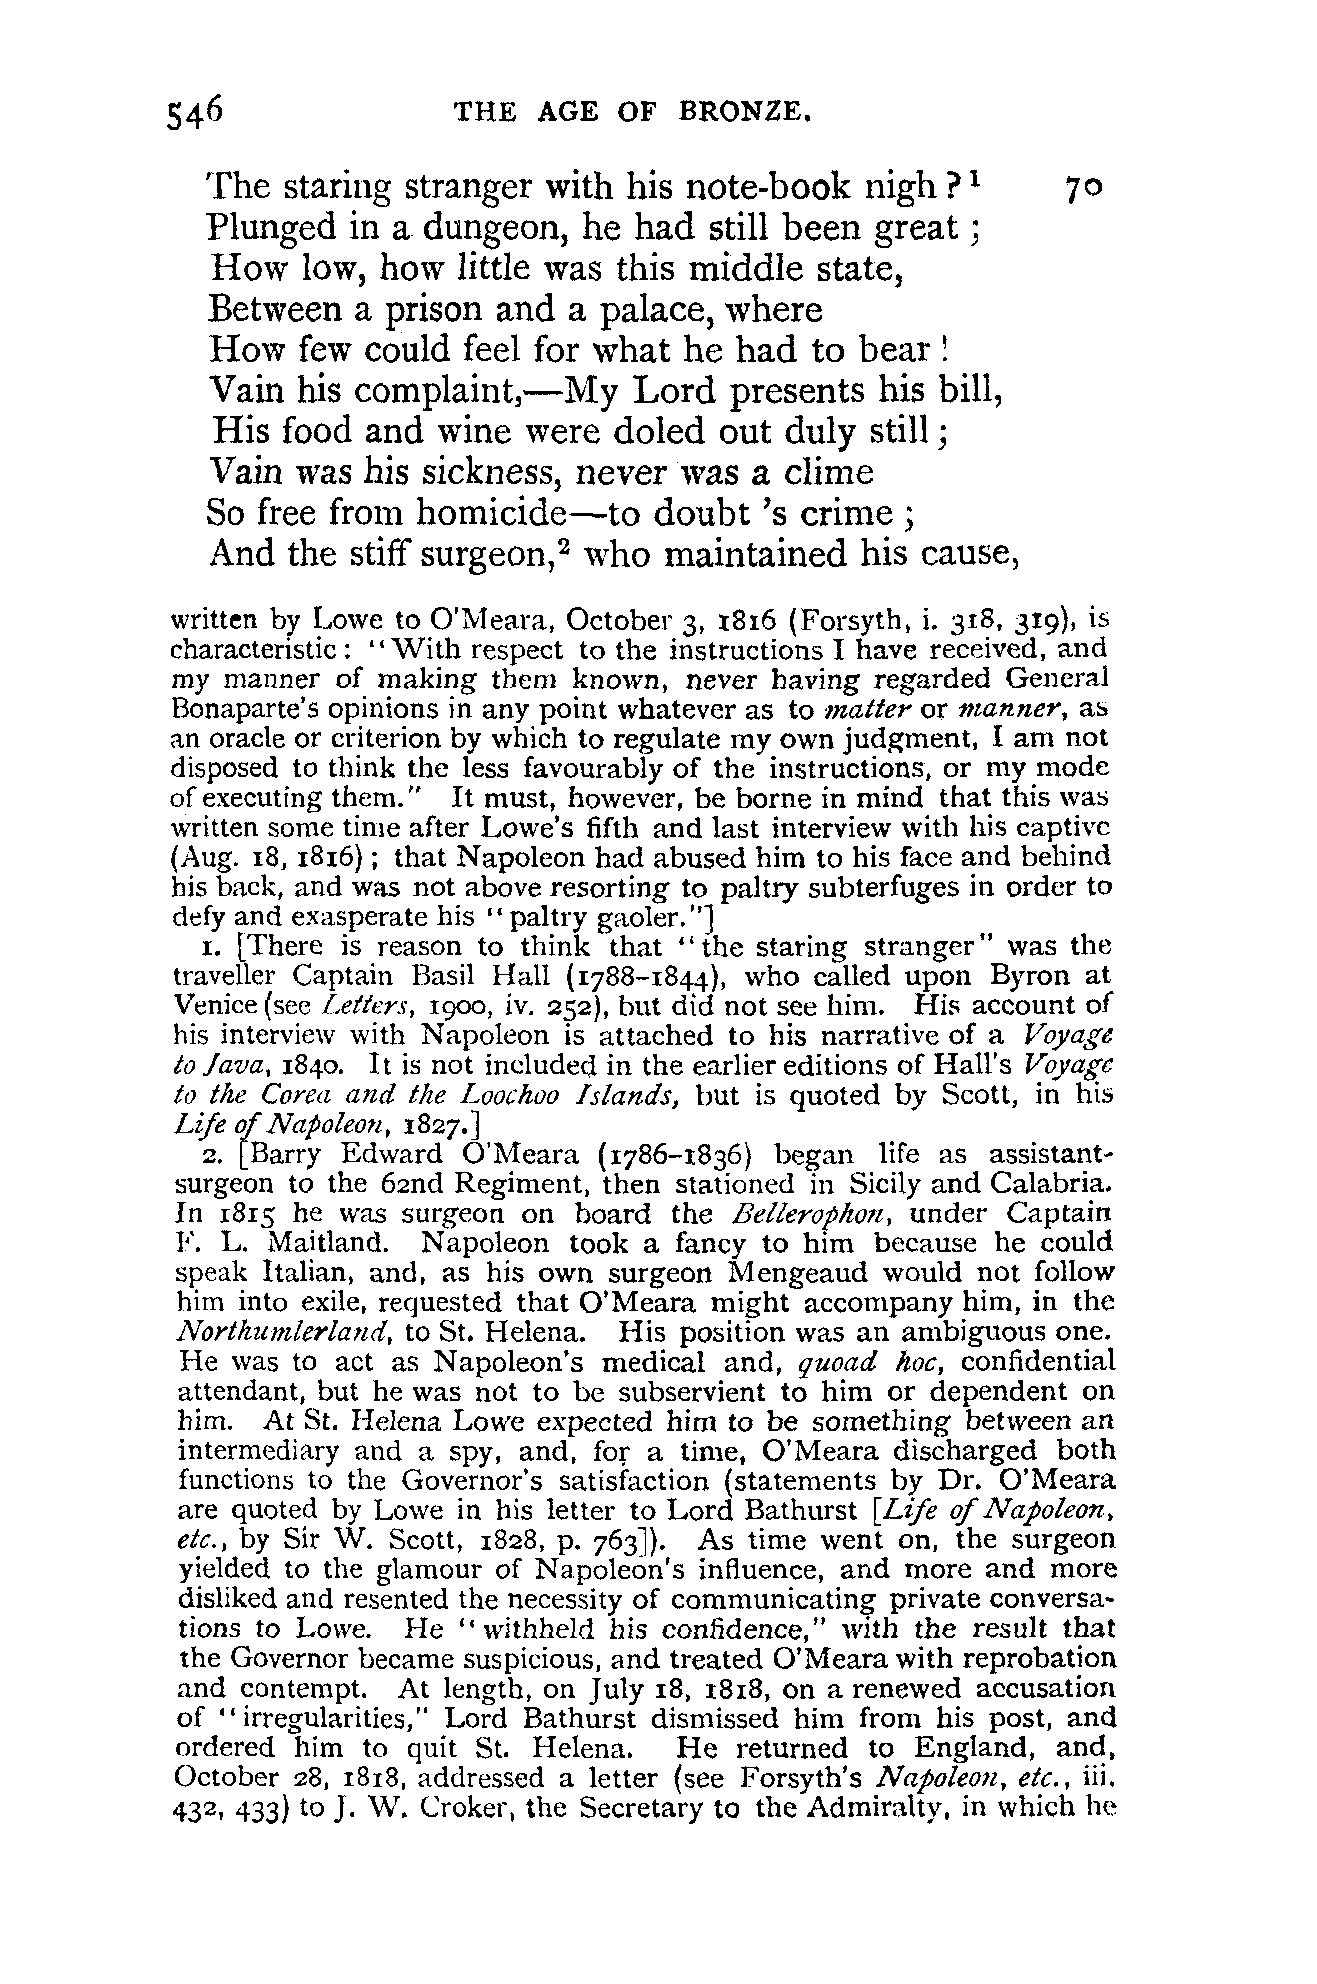 546 THE AGE OF BRONZE.
The staring stranger with his note-book nigh ?¹ 70
Plunged in a dungeon, he had still been great ;
How low, how little was this middle state,
Between a prison and a palace, where
How few could feel for what he had to bear !
Vain his complaint,—My Lord presents his bill,
His food and wine were doled out duly still ;
Vain was his sickness, never was a clime
So free from homicide—to doubt 's crime ;
And the stiff surgeon,² who maintained his cause,
written by Lowe to O'Meara, October 3, 1816 (Forsyth, i. 318, 319), is
characteristic : "With respect to the instructions I have received, and
my manner of making them known, never having regarded General
Bonaparte's opinions in any point whatever as to matter or manner, as
an oracle or criterion by which to regulate my own judgment, I am not
disposed to think the less favourably of the instructions, or my mode
of executing them." It must, however, be borne in mind that this was
written some time after Lowe's fifth and last interview with his captive
(Aug. 18, 1816) ; that Napoleon had abused him to his face and behind
his back, and was not above resorting to paltry subterfuges in order to
defy and exasperate his "paltry gaoler."]
1. [There is reason to think that "the staring stranger" was the
traveller Captain Basil Hall (1788-1844), who called upon Byron at
Venice (see Letters, 1900, iv. 252), but did not see him. His account of
his interview with Napoleon is attached to his narrative of a Voyage
to Java, 1840. It is not included in the earlier editions of Hall's Voyage
to the Corea and the Loochoo Islands, but is quoted by Scott, in his
Life of Napoleon, 1827.]
2. [Barry Edward O'Meara (1786-1836) began life as assistant-
surgeon to the 62nd Regiment, then stationed in Sicily and Calabria.
In 1815 he was surgeon on board the Bellerophon, under Captain
F. L. Maitland. Napoleon took a fancy to him because he could
speak Italian, and, as his own surgeon Mengeaud would not follow
him into exile, requested that O'Meara might accompany him, in the
Northumlerland, to St. Helena. His position was an ambiguous one.
He was to act as Napoleon's medical and, quoad hoc, confidential
attendant, but he was not to be subservient to him or dependent on
him. At St. Helena Lowe expected him to be something between an
intermediary and a spy, and, for a time, O'Meara discharged both
functions to the Governor's satisfaction (statements by Dr. O'Meara
are quoted by Lowe in his letter to Lord Bathurst [Life of Napoleon,
etc., by Sir W. Scott, 1828, p. 763]). As time went on, the surgeon
yielded to the glamour of Napoleon's influence, and more and more
disliked and resented the necessity of communicating private conversa-
tions to Lowe. He "withheld his confidence," with the result that
the Governor became suspicious, and treated O'Meara with reprobation
and contempt. At length, on July 18, 1818, on a renewed accusation
of "irregularities," Lord Bathurst dismissed him from his post, and
ordered him to quit St. Helena. He returned to England, and,
October 28, 1818, addressed a letter (see Forsyth's Napoleon, etc., iii.
432, 433) to J. W. Croker, the Secretary to the Admiralty, in which he